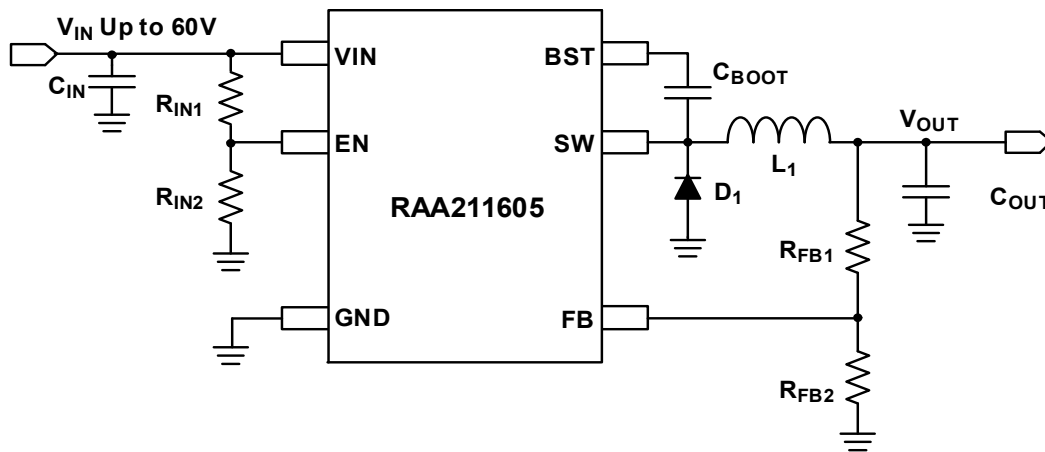 V_IN Up to 60V
C_IN
R_IN1
R_IN2
VIN
EN
GND
RAA211605
BST
SW
FB
C_BOOT
L_1
D_1
V_OUT
C_OUT
R_FB1
R_FB2